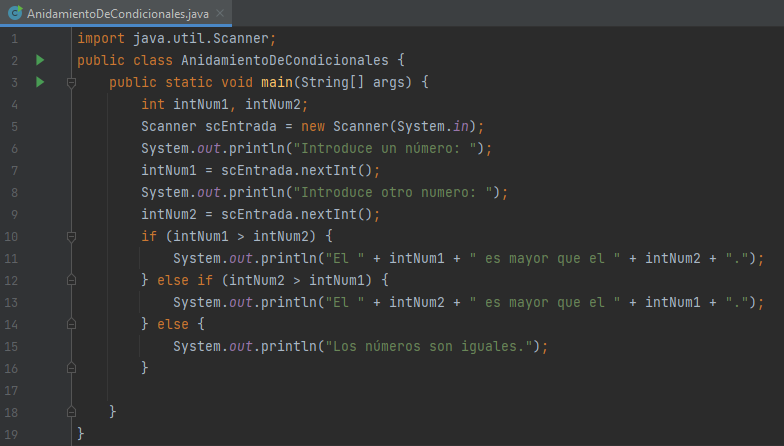 AnidamientoDeCondicionales.java
1 import java.util.Scanner;
2 public class AnidamientoDeCondicionales {
3     public static void main(String[] args) {
4         int intNum1, intNum2;
5         Scanner scEntrada = new Scanner(System.in);
6         System.out.println("Introduce un número: ");
7         intNum1 = scEntrada.nextInt();
8         System.out.println("Introduce otro numero: ");
9         intNum2 = scEntrada.nextInt();
10         if (intNum1 > intNum2) {
11             System.out.println("El " + intNum1 + " es mayor que el " + intNum2 + ".");
12         } else if (intNum2 > intNum1) {
13             System.out.println("El " + intNum2 + " es mayor que el " + intNum1 + ".");
14         } else {
15             System.out.println("Los números son iguales.");
16         }
17
18     }
19 }